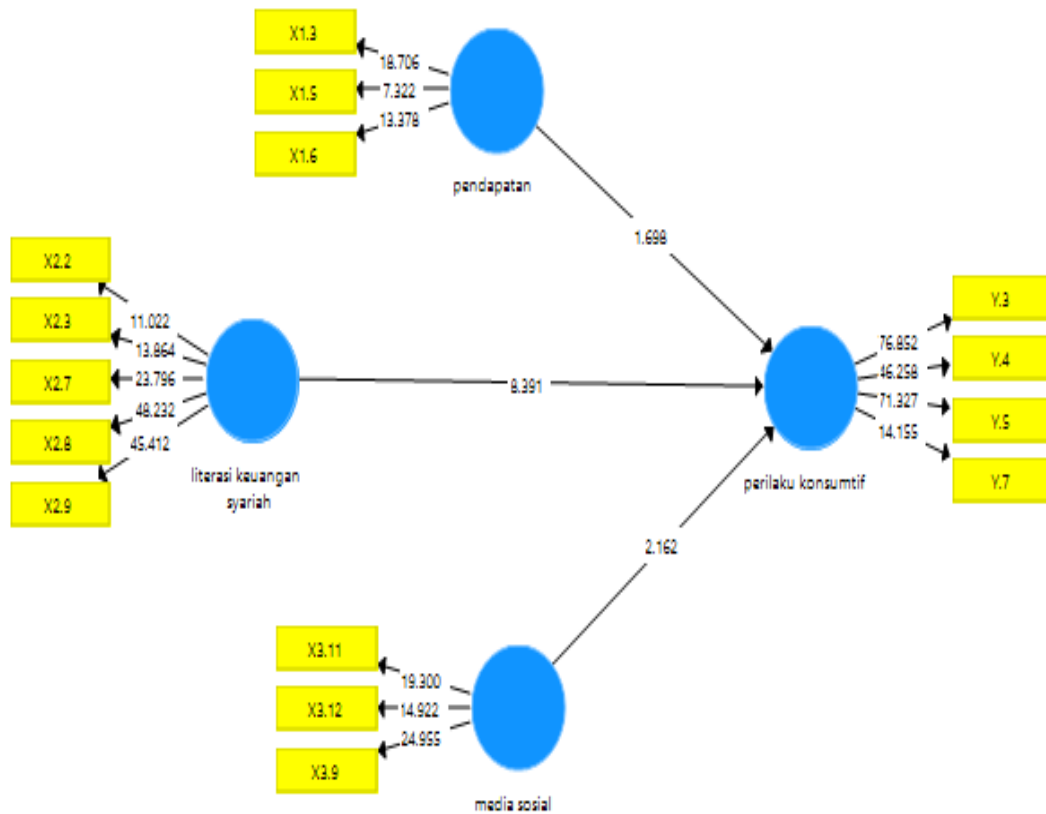 X1.3
18.706
X1.5
7.322
X1.6
13.378
pendapatan
1.698
X2.2
11.022
X2.3
13.864
X2.7
23.796
X2.8
48.232
X2.9
45.412
literasi keuangan
syariah
8.391
Y.3
76.852
Y.4
46.258
Y.5
71.327
Y.7
14.155
perilaku konsumtif
2.162
X3.11
19.300
X3.12
14.922
X3.9
24.955
media sosial